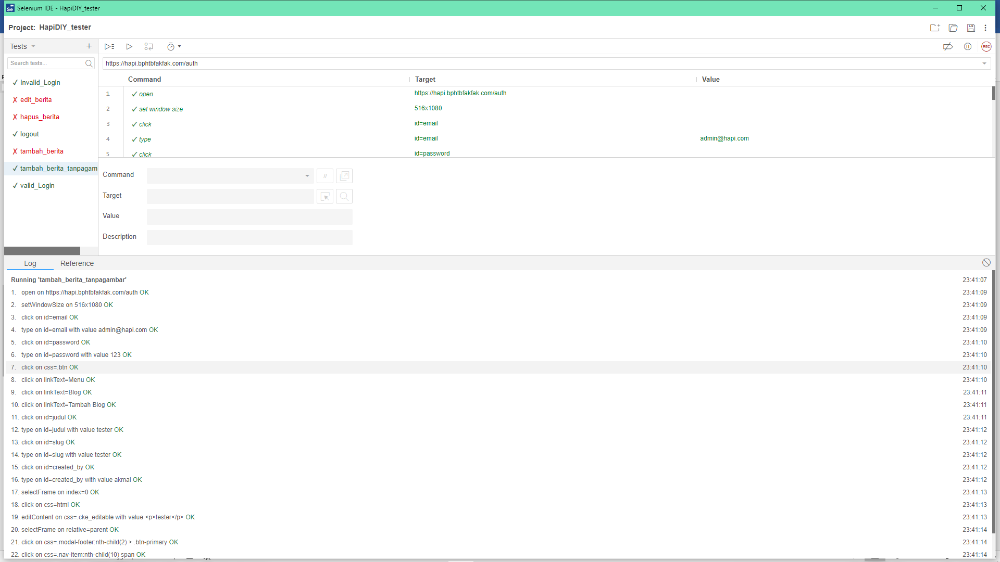 Selenium IDE - HapiDIY_tester
Project: HapiDIY_tester
Tests
Search tests...
Invalid_Login
edit_berita
hapus_berita
logout
tambah_berita
tambah_berita_tanpagam
valid_Login
REC
https://hapi.bphtbfakfak.com/auth
Command Target Value
1 open https://hapi.bphtbfakfak.com/auth
2 set window size 516x1080
3 click id=email
4 type id=email admin@hapi.com
5 click id=password
Command //
Target
Value
Description
Log Reference
Running 'tambah_berita_tanpagambar' 23:41:07
1. open on https://hapi.bphtbfakfak.com/auth OK 23:41:09
2. setWindowSize on 516x1080 OK 23:41:09
3. click on id=email OK 23:41:09
4. type on id=email with value admin@hapi.com OK 23:41:09
5. click on id=password OK 23:41:10
6. type on id=password with value 123 OK 23:41:10
7. click on css=.btn OK 23:41:10
8. click on linkText=Menu OK 23:41:10
9. click on linkText=Blog OK 23:41:11
10. click on linkText=Tambah Blog OK 23:41:11
11. click on id=judul OK 23:41:11
12. type on id=judul with value tester OK 23:41:12
13. click on id=slug OK 23:41:12
14. type on id=slug with value tester OK 23:41:12
15. click on id=created_by OK 23:41:12
16. type on id=created_by with value akmal OK 23:41:12
17. selectFrame on index=0 OK 23:41:13
18. click on css=html OK 23:41:13
19. editContent on css=.cke_editable with value <p>tester</p> OK 23:41:13
20. selectFrame on relative=parent OK 23:41:14
21. click on css=.modal-footer:nth-child(2) > .btn-primary OK 23:41:14
22. click on css=.nav-item:nth-child(10) span OK 23:41:14